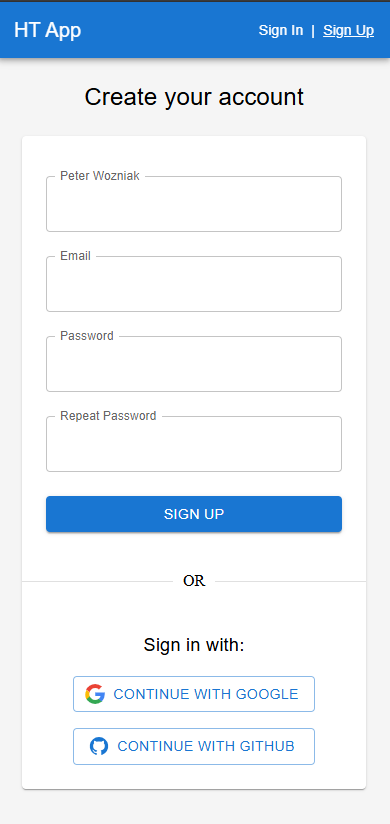 HT App
Sign In | Sign Up
Create your account
Peter Wozniak
Email
Password
Repeat Password
SIGN UP
OR
Sign in with:
CONTINUE WITH GOOGLE
CONTINUE WITH GITHUB